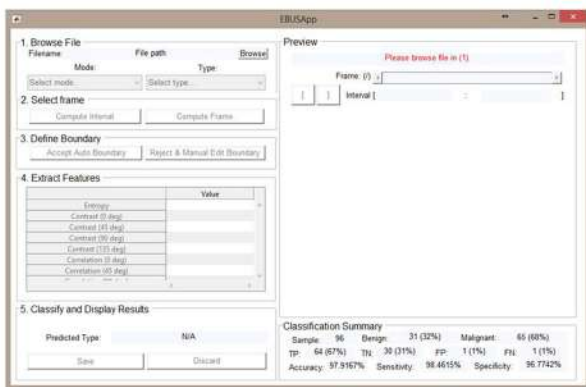 EBUSApp
1. Browse File
Filename: File path: Browse
Mode: Type:
Select mode... Select type...
2. Select frame
Compute Interval Compute Frame
3. Define Boundary
Accept Auto Boundary Reject & Manual Edit Boundary
4. Extract Features
Value
Entropy
Contrast (0 deg)
Contrast (45 deg)
Contrast (90 deg)
Contrast (135 deg)
Correlation (0 deg)
Correlation (45 deg)
5. Classify and Display Results
Predicted Type: N/A
Save Discard
Preview
Please browse file in (1)
Frame: (/)
[ ] Interval [ : ]
Classification Summary
Sample: 96 Benign: 31 (32%) Malignant: 65 (68%)
TP: 64 (67%) TN: 30 (31%) FP: 1 (1%) FN: 1 (1%)
Accuracy: 97.9167% Sensitivity: 98.4615% Specificity: 96.7742%